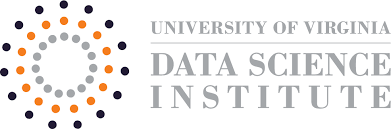 UNIVERSITY OF VIRGINIA
DATA SCIENCE
INSTITUTE